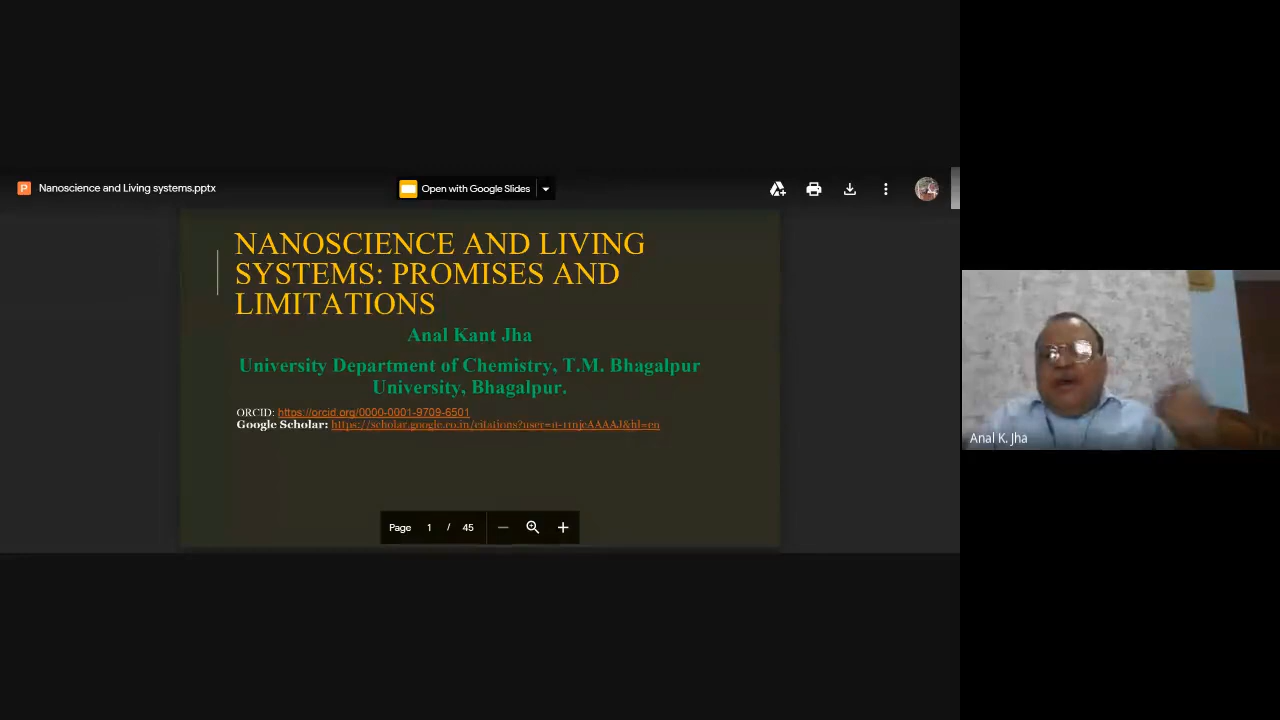 Nanoscience and Living systems.pptx
Open with Google Slides
NANOSCIENCE AND LIVING
SYSTEMS: PROMISES AND
LIMITATIONS
Anal Kant Jha
University Department of Chemistry, T.M. Bhagalpur
University, Bhagalpur.
ORCID: https://orcid.org/0000-0001-9709-6501
Google Scholar:
Page 1 / 45
Anal K. Jha